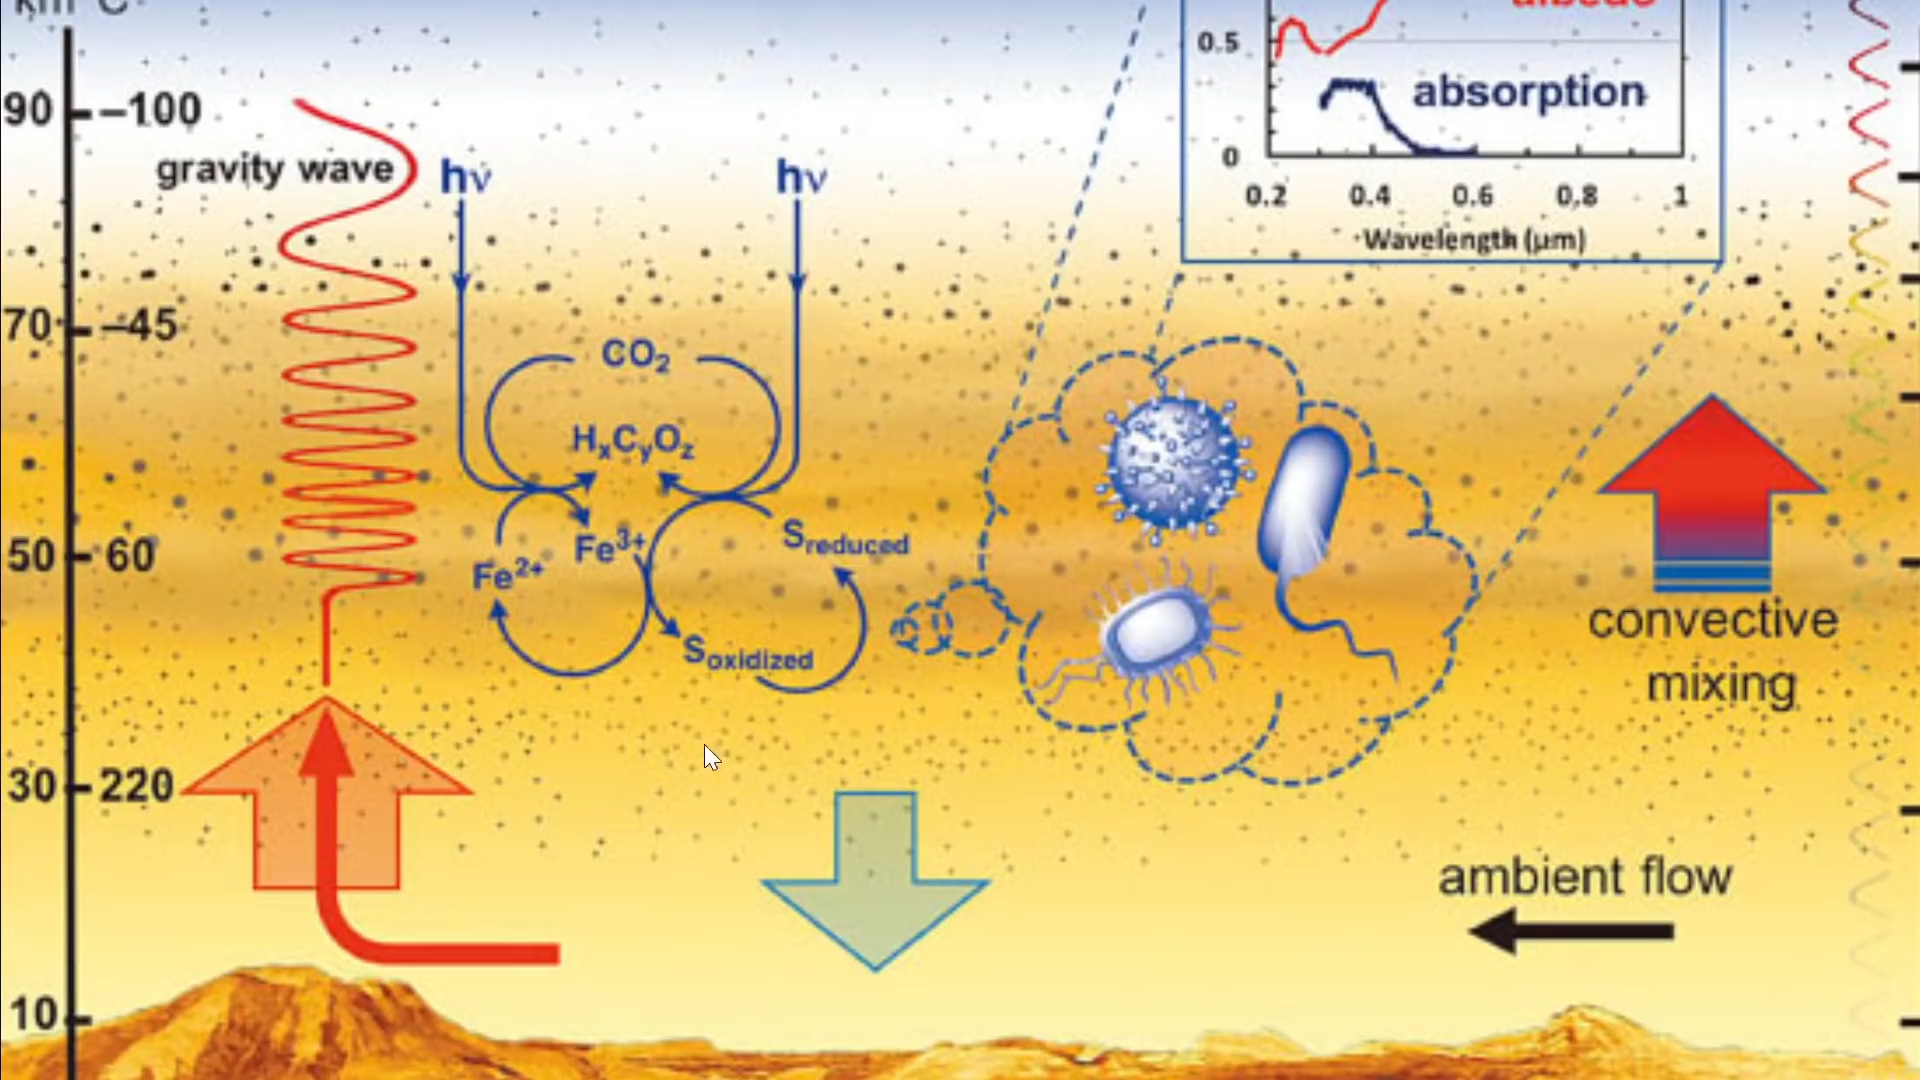 km °C
albedo
0.5
absorption
0
0.2 0.4 0.6 0.8 1
Wavelength (µm)
90 –100
gravity wave
hν hν
70 –45
CO2
HxCyOz
Sreduced
Fe3+
Fe2+
50 60
Soxidized
convective
mixing
30 220
ambient flow
10